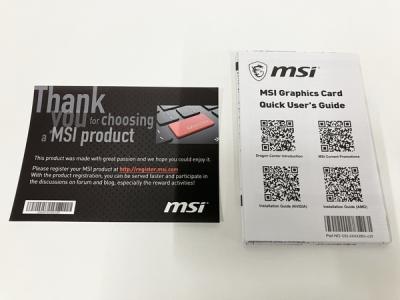 Thank
you for choosing
a MSI product
This product was made with great passion and we hope you could enjoy it.
Please register your MSI product at http://register.msi.com
With the product registration, you can be served faster and participate in
the discussions on forum and blog, especially the reward activities!
msi
msi
MSI Graphics Card
Quick User's Guide
Dragon Center Introduction
MSI Current Promotions
Installation Guide (NVIDIA)
Installation Guide (AMD)